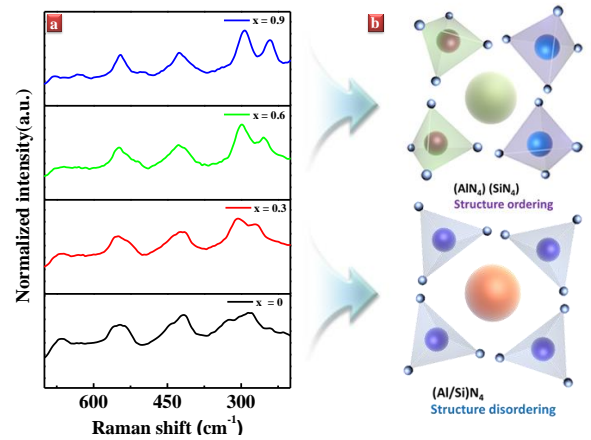 a
x = 0.9
x = 0.6
x = 0.3
x = 0
Normalized intensity(a.u.)
600
450
300
Raman shift (cm⁻¹)
b
(AlN₄) (SiN₄)
Structure ordering
(Al/Si)N₄
Structure disordering